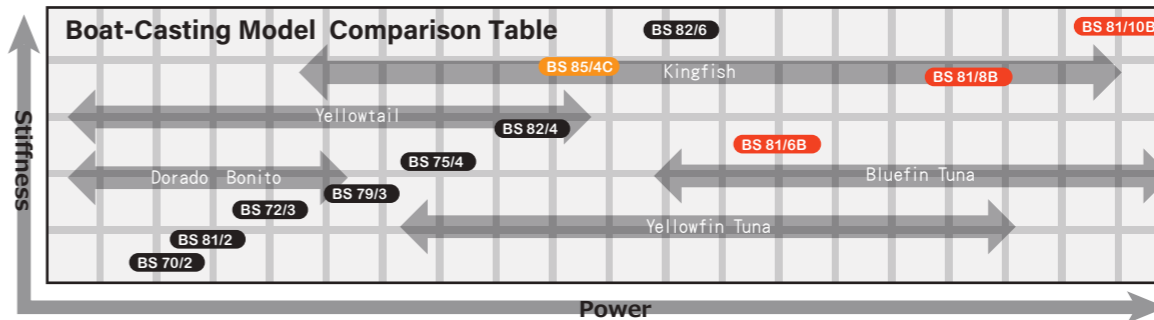 Boat-Casting Model Comparison Table
BS 82/6
BS 81/10B
BS 85/4C
Kingfish
BS 81/8B
Yellowtail
BS 82/4
BS 81/6B
BS 75/4
Dorado Bonito
Bluefin Tuna
BS 79/3
BS 72/3
Yellowfin Tuna
BS 81/2
BS 70/2
Stiffness
Power